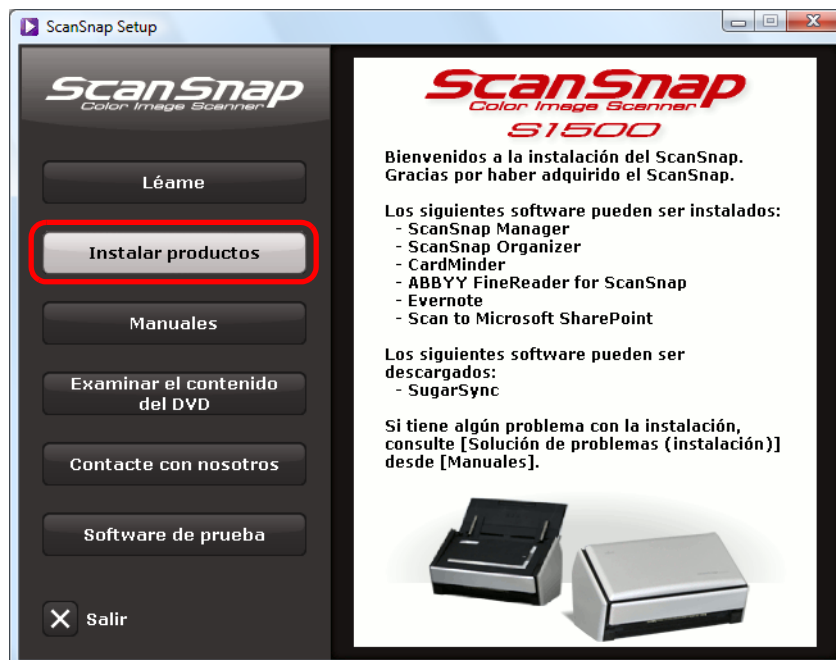 ScanSnap Setup
ScanSnap
Color Image Scanner
Léame
Instalar productos
Manuales
Examinar el contenido
del DVD
Contacte con nosotros
Software de prueba
Salir
ScanSnap
Color Image Scanner
S1500
Bienvenidos a la instalación del ScanSnap.
Gracias por haber adquirido el ScanSnap.
Los siguientes software pueden ser instalados:
- ScanSnap Manager
- ScanSnap Organizer
- CardMinder
- ABBYY FineReader for ScanSnap
- Evernote
- Scan to Microsoft SharePoint
Los siguientes software pueden ser
descargados:
- SugarSync
Si tiene algún problema con la instalación,
consulte [Solución de problemas (instalación)]
desde [Manuales].